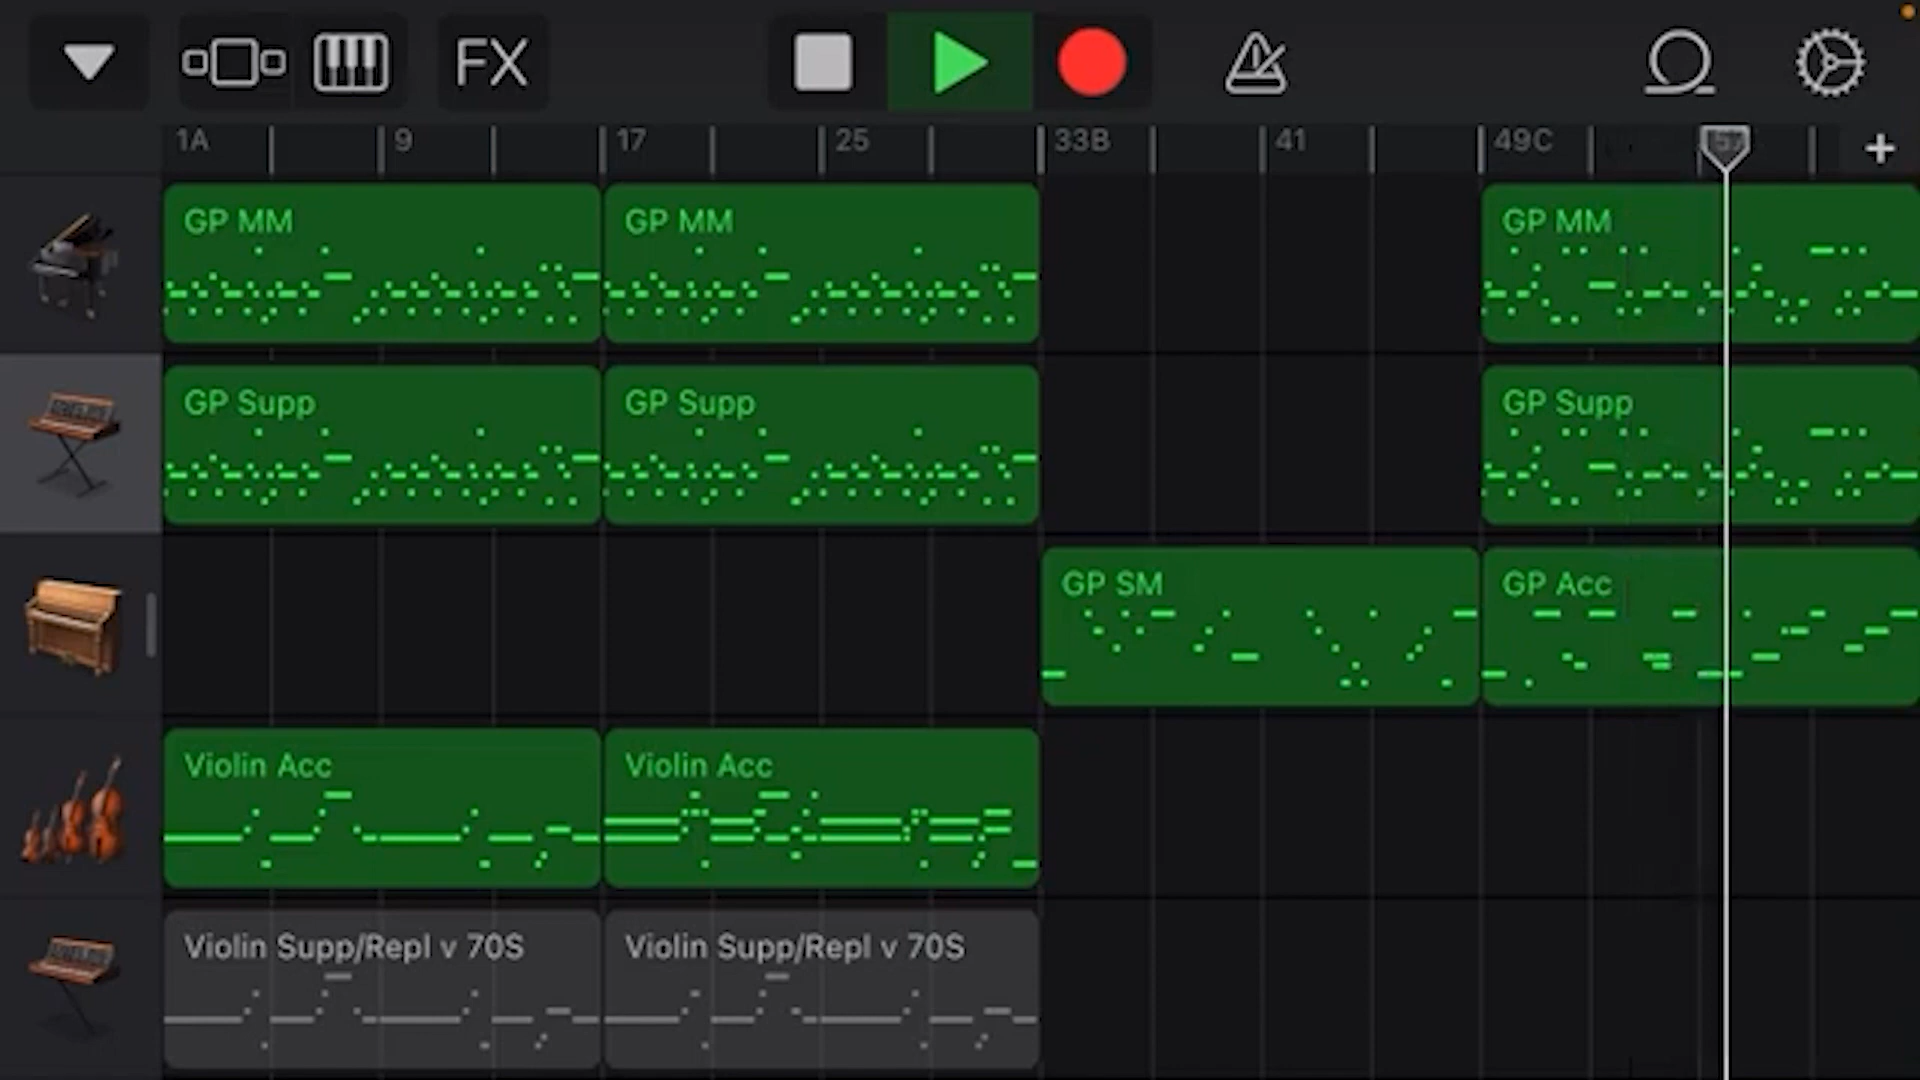 FX
1A 9 17 25 33B 41 49C 57
GP MM GP MM GP MM
GP Supp GP Supp GP Supp
GP SM GP Acc
Violin Acc Violin Acc
Violin Supp/Repl v 70S Violin Supp/Repl v 70S